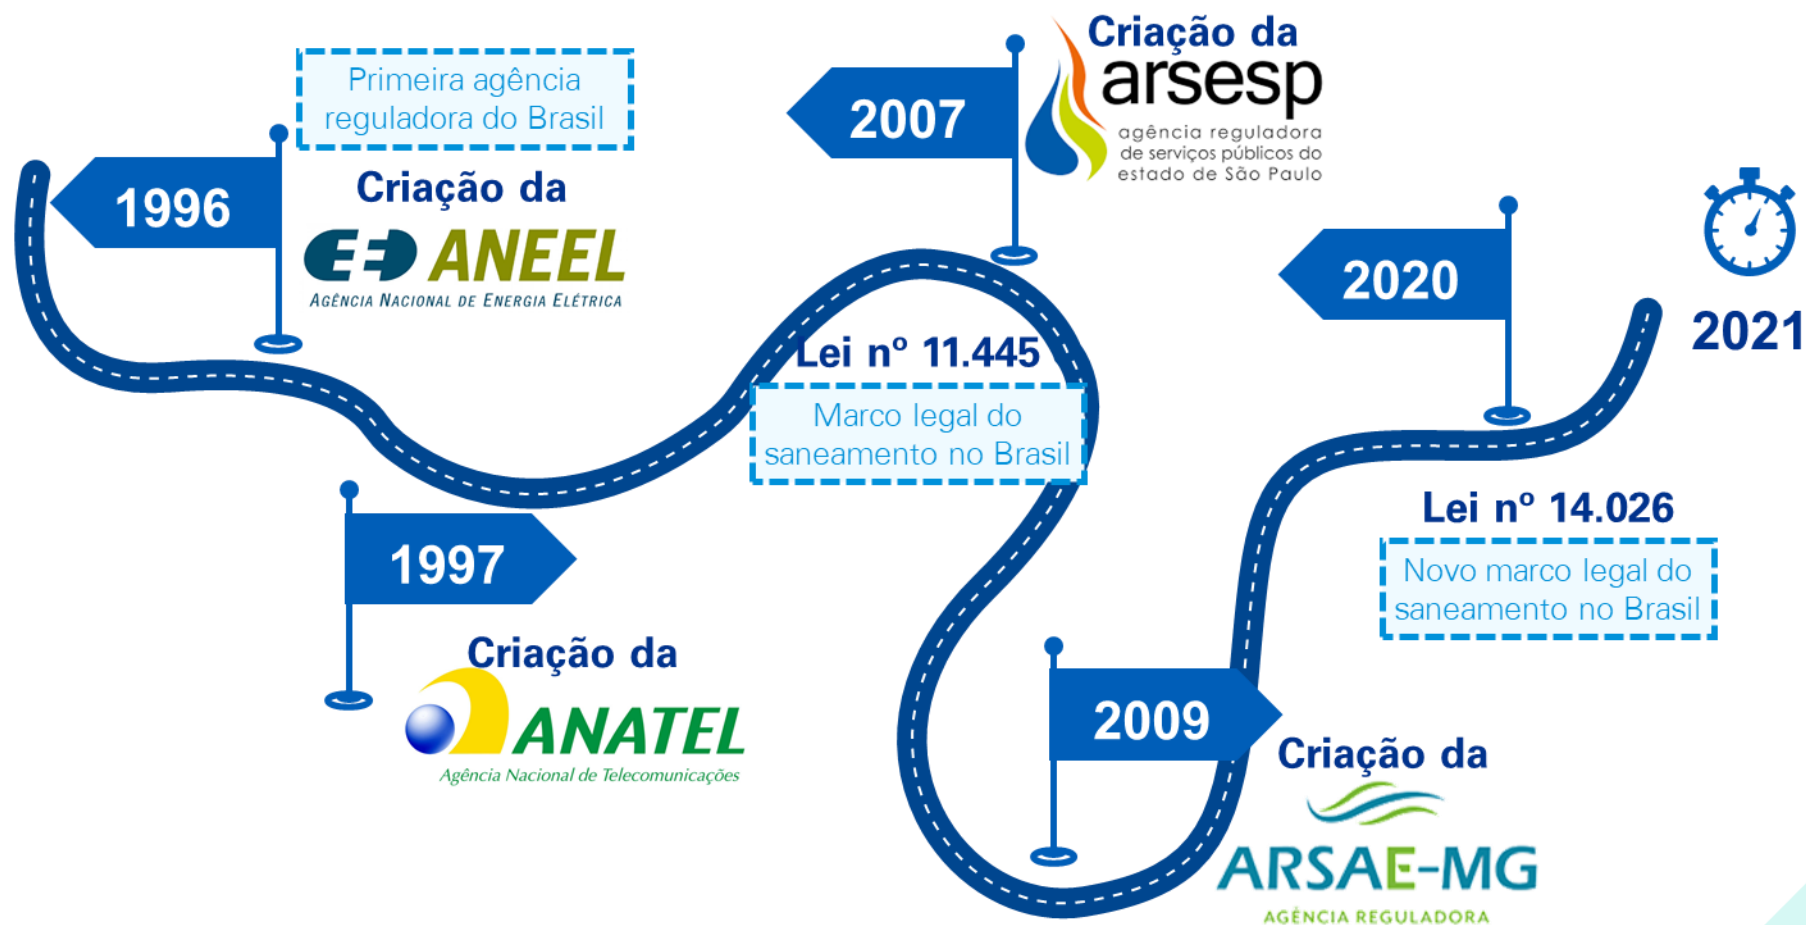 Primeira agência
reguladora do Brasil
1996
Criação da
ANEEL
AGÊNCIA NACIONAL DE ENERGIA ELÉTRICA
1997
Criação da
ANATEL
Agência Nacional de Telecomunicações
2007
Criação da
arsesp
agência reguladora
de serviços públicos do
estado de São Paulo
Lei nº 11.445
Marco legal do
saneamento no Brasil
2009
Criação da
ARSAE-MG
AGÊNCIA REGULADORA
2020
Lei nº 14.026
Novo marco legal do
saneamento no Brasil
2021